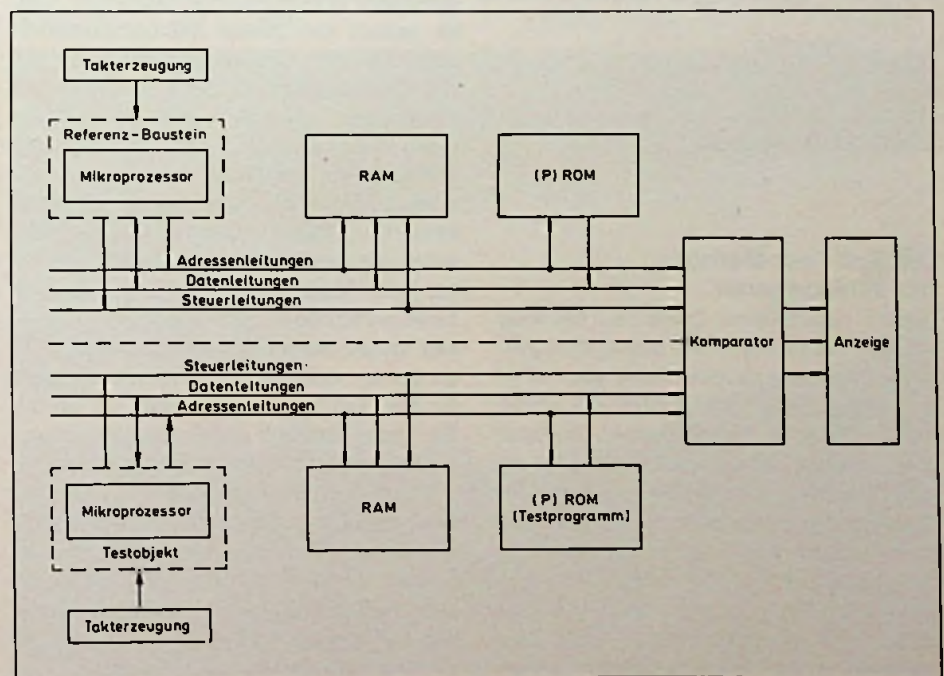 Takterzeugung
Referenz-Baustein
Mikroprozessor
RAM
(P) ROM
Adressenleitungen
Datenleitungen
Steuerleitungen
Komparator
Anzeige
Steuerleitungen
Datenleitungen
Adressenleitungen
Mikroprozessor
Testobjekt
RAM
(P) ROM
(Testprogramm)
Takterzeugung